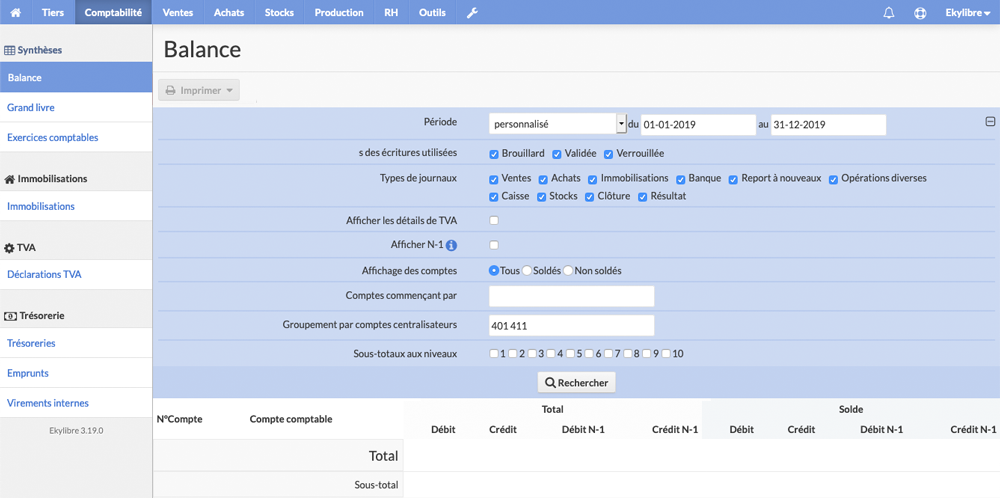 Tiers Comptabilité Ventes Achats Stocks Production RH Outils Ekylibre
Synthèses
Balance
Grand livre
Exercices comptables
Immobilisations
Immobilisations
TVA
Déclarations TVA
Trésorerie
Trésoreries
Emprunts
Virements internes
Ekylibre 3.19.0
Balance
Imprimer
Période personnalisé du 01-01-2019 au 31-12-2019
s des écritures utilisées Brouillard Validée Verrouillée
Types de journaux Ventes Achats Immobilisations Banque Report à nouveaux Opérations diverses
Caisse Stocks Clôture Résultat
Afficher les détails de TVA
Afficher N-1
Affichage des comptes Tous Soldés Non soldés
Comptes commençant par
Groupement par comptes centralisateurs 401 411
Sous-totaux aux niveaux 1 2 3 4 5 6 7 8 9 10
Rechercher
N°Compte Compte comptable Total Solde
Débit Crédit Débit N-1 Crédit N-1 Débit Crédit Débit N-1 Crédit N-1
Total
Sous-total